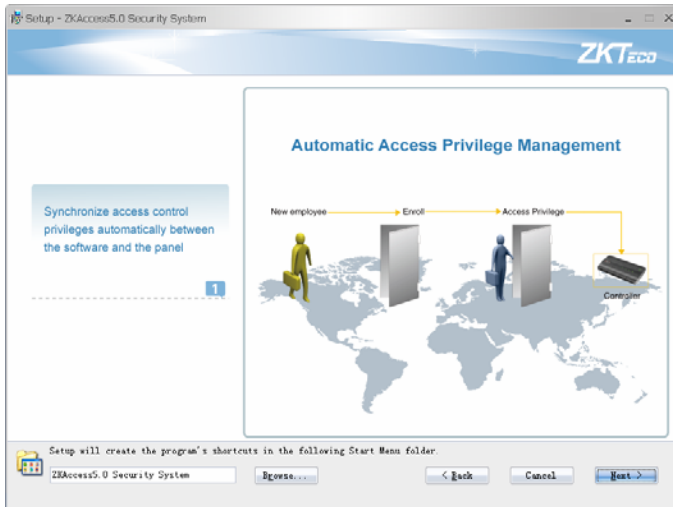 Setup - ZKAccess5.0 Security System
ZKTeco
Automatic Access Privilege Management
Synchronize access control
privileges automatically between
the software and the panel
1
New employee Enroll Access Privilege
Controller
Setup will create the program's shortcuts in the following Start Menu folder.
ZKAccess5.0 Security System Browse... < Back Cancel Next >